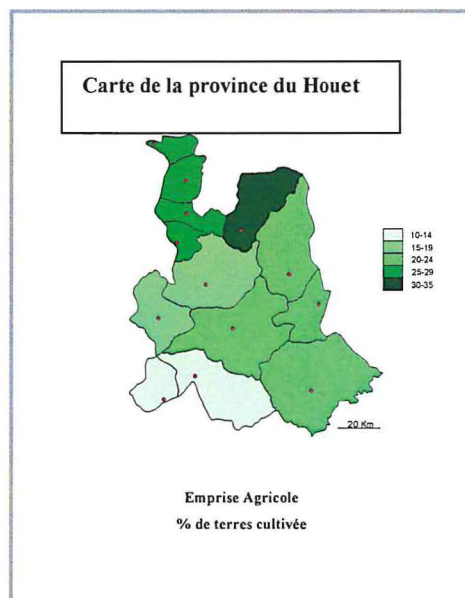 Carte de la province du Houet
10-14
15-19
20-24
25-29
30-35
20 Km
Emprise Agricole
% de terres cultivée